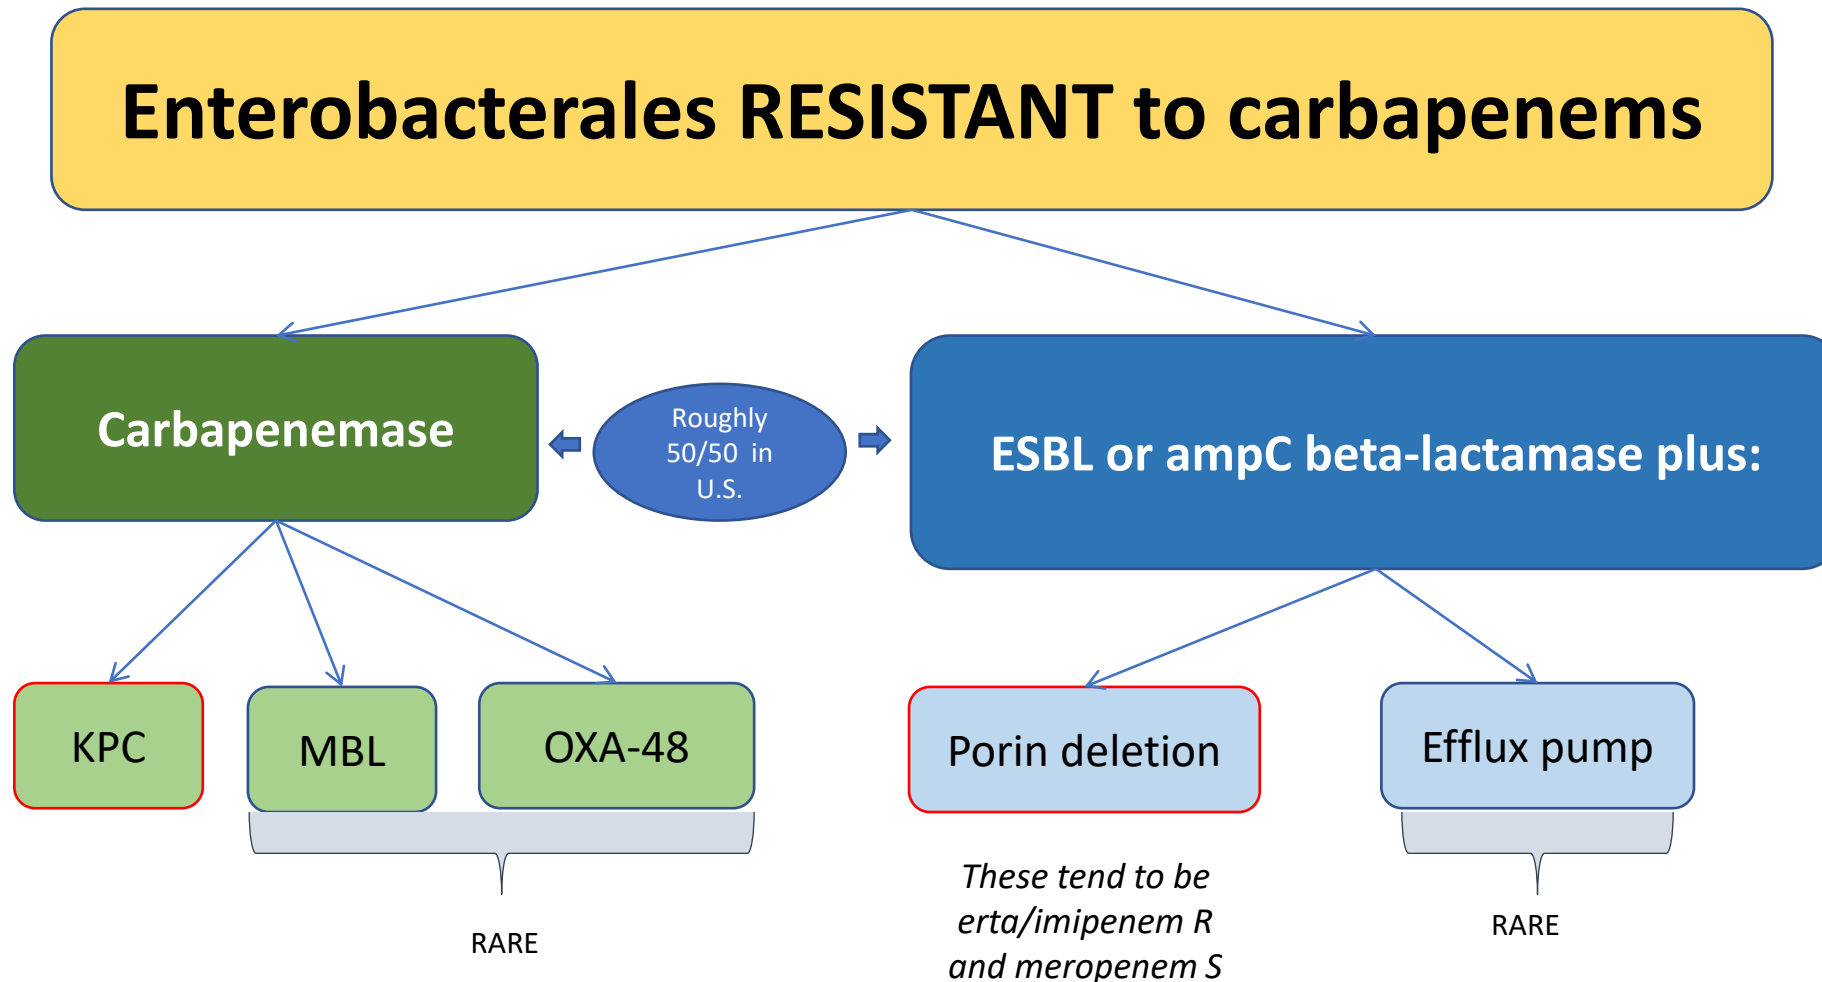 Enterobacterales RESISTANT to carbapenems
Carbapenemase
Roughly
50/50 in
U.S.
ESBL or ampC beta-lactamase plus:
KPC
MBL
OXA-48
Porin deletion
Efflux pump
RARE
These tend to be
erta/imipenem R
and meropenem S
RARE